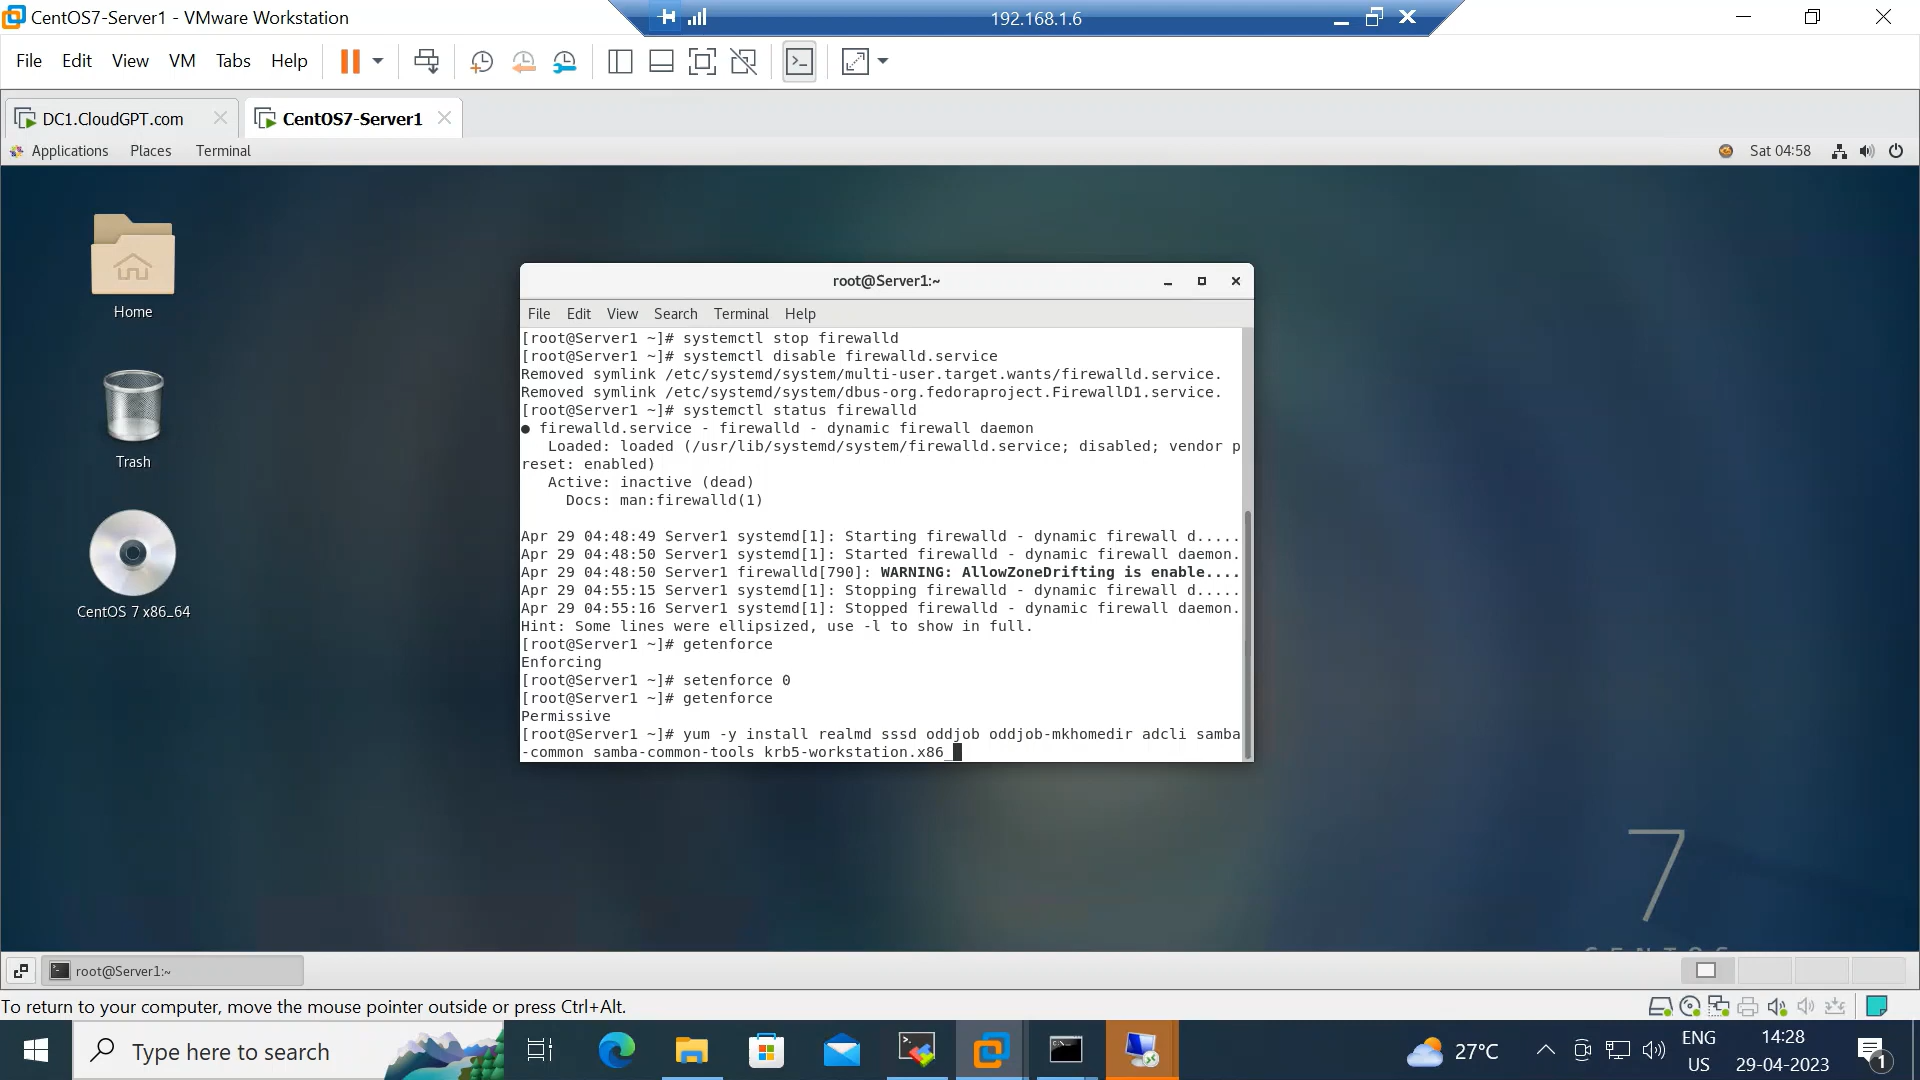 CentOS7-Server1 - VMware Workstation
192.168.1.6
File Edit View VM Tabs Help
DC1.CloudGPT.com
CentOS7-Server1
Applications Places Terminal
Sat 04:58
Home
Trash
CentOS 7 x86_64
root@Server1:~
File Edit View Search Terminal Help
[root@Server1 ~]# systemctl stop firewalld
[root@Server1 ~]# systemctl disable firewalld.service
Removed symlink /etc/systemd/system/multi-user.target.wants/firewalld.service.
Removed symlink /etc/systemd/system/dbus-org.fedoraproject.FirewallD1.service.
[root@Server1 ~]# systemctl status firewalld
● firewalld.service - firewalld - dynamic firewall daemon
Loaded: loaded (/usr/lib/systemd/system/firewalld.service; disabled; vendor p
reset: enabled)
Active: inactive (dead)
Docs: man:firewalld(1)
Apr 29 04:48:49 Server1 systemd[1]: Starting firewalld - dynamic firewall d.....
Apr 29 04:48:50 Server1 systemd[1]: Started firewalld - dynamic firewall daemon.
Apr 29 04:48:50 Server1 firewalld[790]: WARNING: AllowZoneDrifting is enable....
Apr 29 04:55:15 Server1 systemd[1]: Stopping firewalld - dynamic firewall d.....
Apr 29 04:55:16 Server1 systemd[1]: Stopped firewalld - dynamic firewall daemon.
Hint: Some lines were ellipsized, use -l to show in full.
[root@Server1 ~]# getenforce
Enforcing
[root@Server1 ~]# setenforce 0
[root@Server1 ~]# getenforce
Permissive
[root@Server1 ~]# yum -y install realmd sssd oddjob oddjob-mkhomedir adcli samba
-common samba-common-tools krb5-workstation.x86_
7
root@Server1:~
To return to your computer, move the mouse pointer outside or press Ctrl+Alt.
Type here to search
27°C
ENG
US
14:28
29-04-2023
1